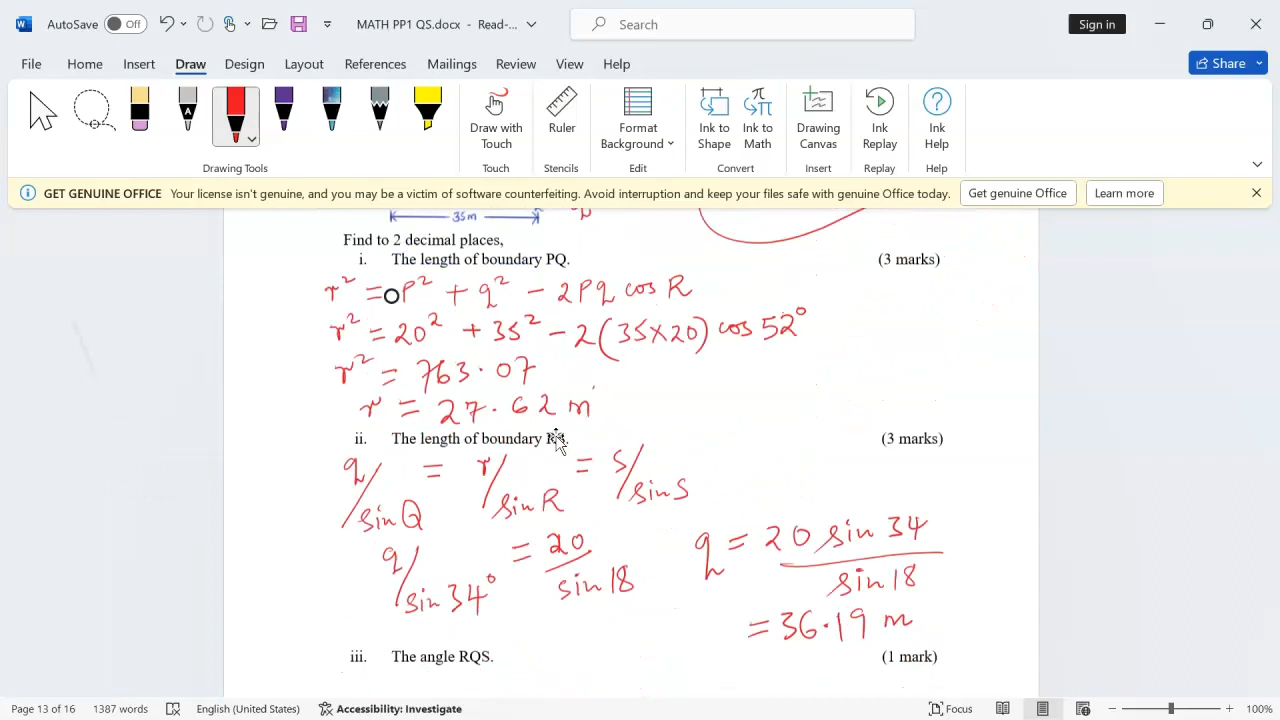 AutoSave Off MATH PP1 QS.docx - Read-... Search Sign in
File Home Insert Draw Design Layout References Mailings Review View Help Share
Draw with Touch Ruler Format Background Ink to Shape Ink to Math Drawing Canvas Ink Replay Ink Help
Drawing Tools Touch Stencils Edit Convert Insert Replay Help
GET GENUINE OFFICE Your license isn't genuine, and you may be a victim of software counterfeiting. Avoid interruption and keep your files safe with genuine Office today. Get genuine Office Learn more
35m
Find to 2 decimal places,
i. The length of boundary PQ. (3 marks)
r² = p² + q² - 2Pq cos R
r² = 20² + 35² - 2(35×20) cos 52°
r² = 763.07
r = 27.62 m
ii. The length of boundary (3 marks)
q/sin Q = r/sin R = s/sin S
q/sin 34° = 20/sin 18
q = 20 sin 34/sin 18
= 36.19 m
iii. The angle RQS. (1 mark)
Page 13 of 16 1387 words English (United States) Accessibility: Investigate Focus 100%